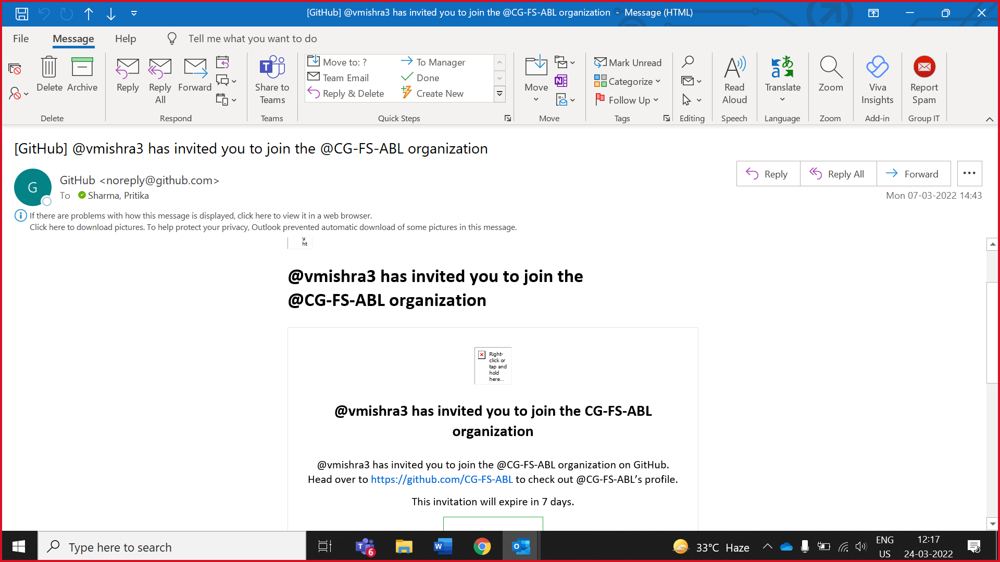 [GitHub] @vmishra3 has invited you to join the @CG-FS-ABL organization - Message (HTML)
File Message Help Tell me what you want to do
Delete Archive
Delete
Reply Reply All Forward
Respond
Share to Teams
Teams
Move to: ? To Manager
Team Email Done
Reply & Delete Create New
Quick Steps
Move
Move
Mark Unread
Categorize
Follow Up
Tags
Editing
Read Aloud
Speech
Translate
Language
Zoom
Zoom
Viva Insights
Add-in
Report Spam
Group IT
[GitHub] @vmishra3 has invited you to join the @CG-FS-ABL organization
G
GitHub <noreply@github.com>
To Sharma, Pritika
Reply Reply All Forward
Mon 07-03-2022 14:43
If there are problems with how this message is displayed, click here to view it in a web browser.
Click here to download pictures. To help protect your privacy, Outlook prevented automatic download of some pictures in this message.
ht
@vmishra3 has invited you to join the
@CG-FS-ABL organization
Right-
click or
tap and
hold
here...
@vmishra3 has invited you to join the CG-FS-ABL
organization
@vmishra3 has invited you to join the @CG-FS-ABL organization on GitHub.
Head over to https://github.com/CG-FS-ABL to check out @CG-FS-ABL’s profile.
This invitation will expire in 7 days.
Type here to search
6
33°C Haze
ENG
US
12:17
24-03-2022